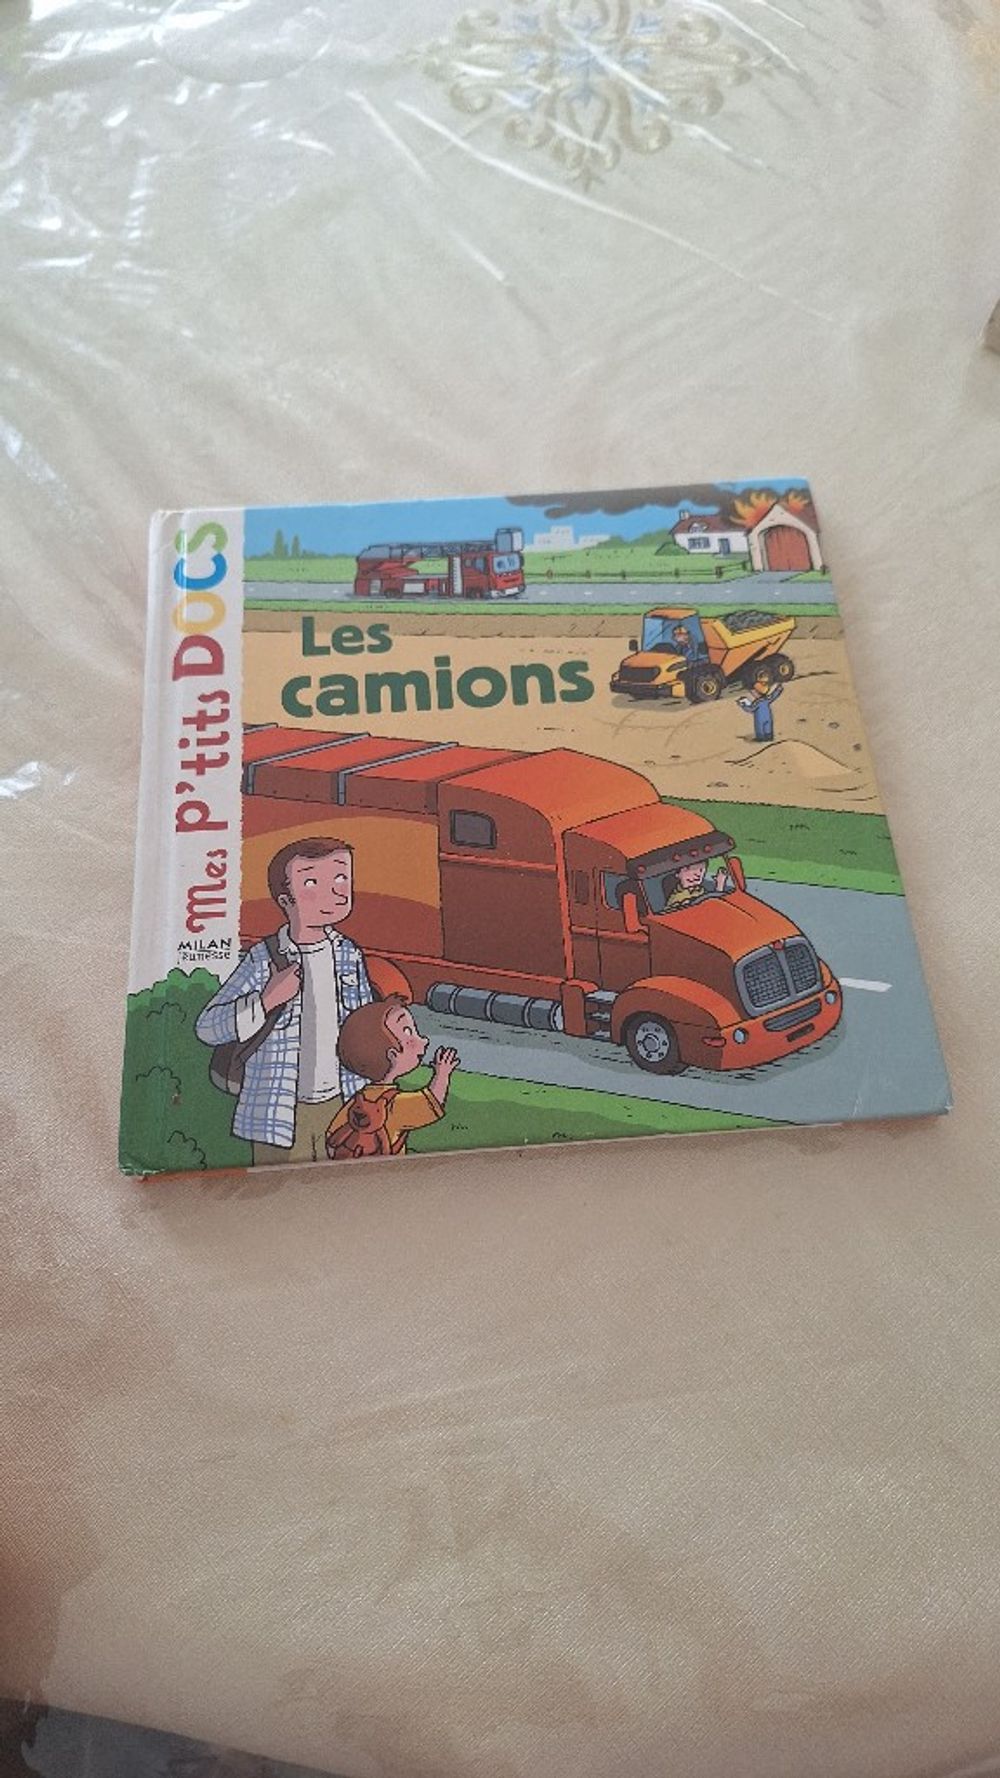 Mes p'tits DOCS
MILAN
jeunesse
Les
camions